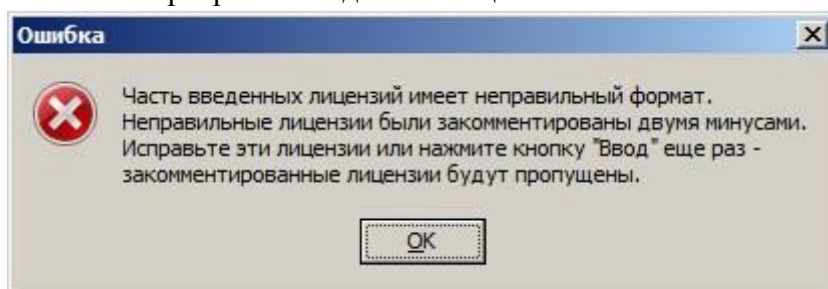 Ошибка
Часть введенных лицензий имеет неправильный формат.
Неправильные лицензии были закомментированы двумя минусами.
Исправьте эти лицензии или нажмите кнопку "Ввод" еще раз -
закомментированные лицензии будут пропущены.
OK